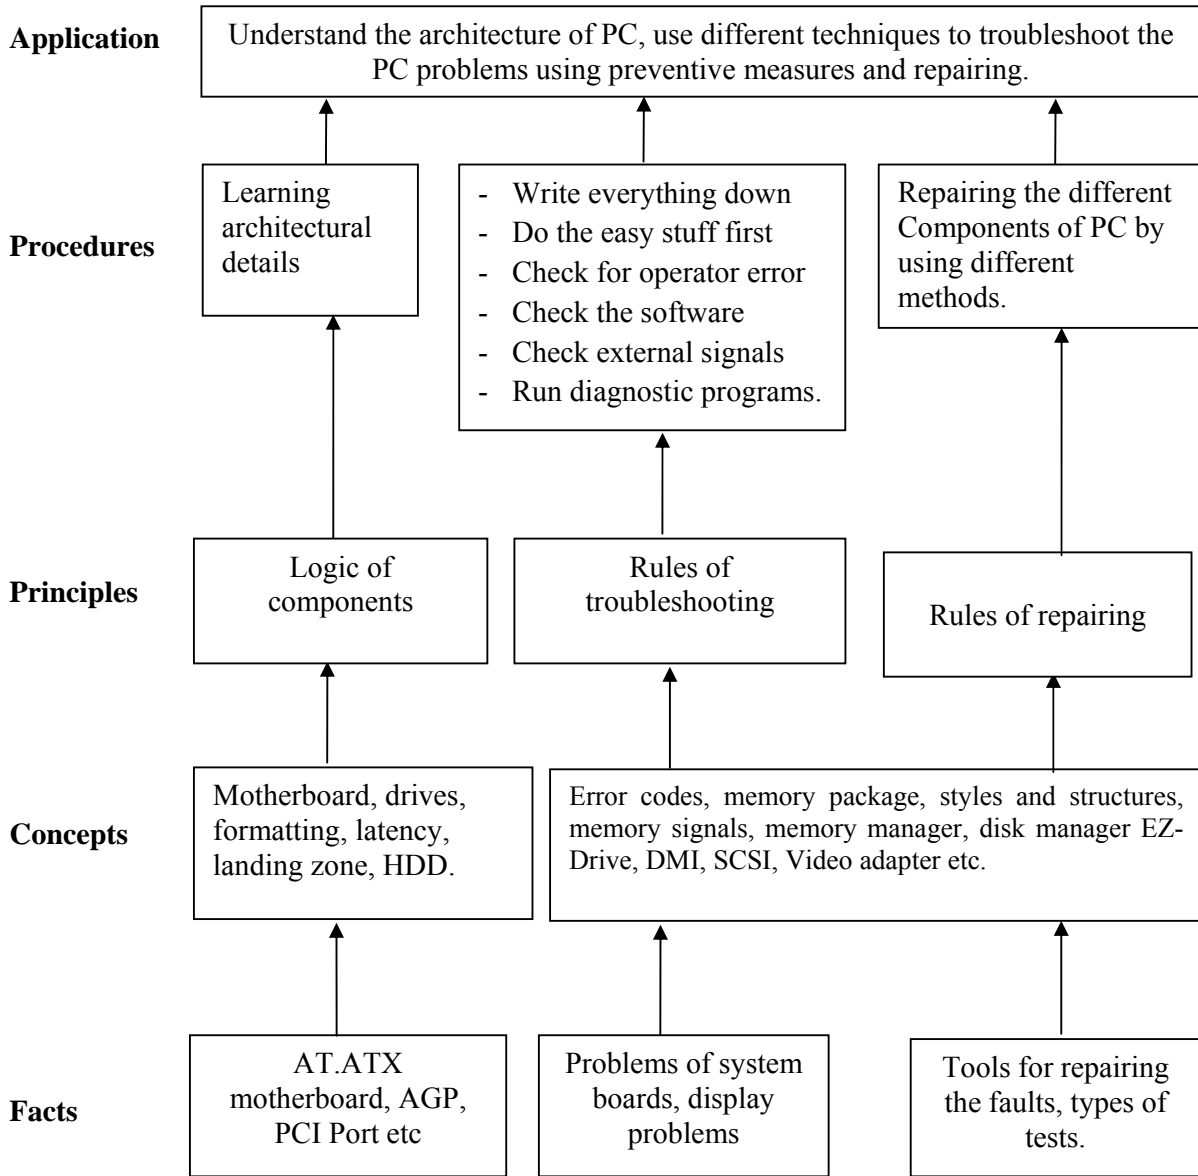 Application
Understand the architecture of PC, use different techniques to troubleshoot the
PC problems using preventive measures and repairing.
Procedures
Learning
architectural
details
- Write everything down
- Do the easy stuff first
- Check for operator error
- Check the software
- Check external signals
- Run diagnostic programs.
Repairing the different
Components of PC by
using different
methods.
Principles
Logic of
components
Rules of
troubleshooting
Rules of repairing
Concepts
Motherboard, drives,
formatting, latency,
landing zone, HDD.
Error codes, memory package, styles and structures,
memory signals, memory manager, disk manager EZ-
Drive, DMI, SCSI, Video adapter etc.
Facts
AT.ATX
motherboard, AGP,
PCI Port etc
Problems of system
boards, display
problems
Tools for repairing
the faults, types of
tests.